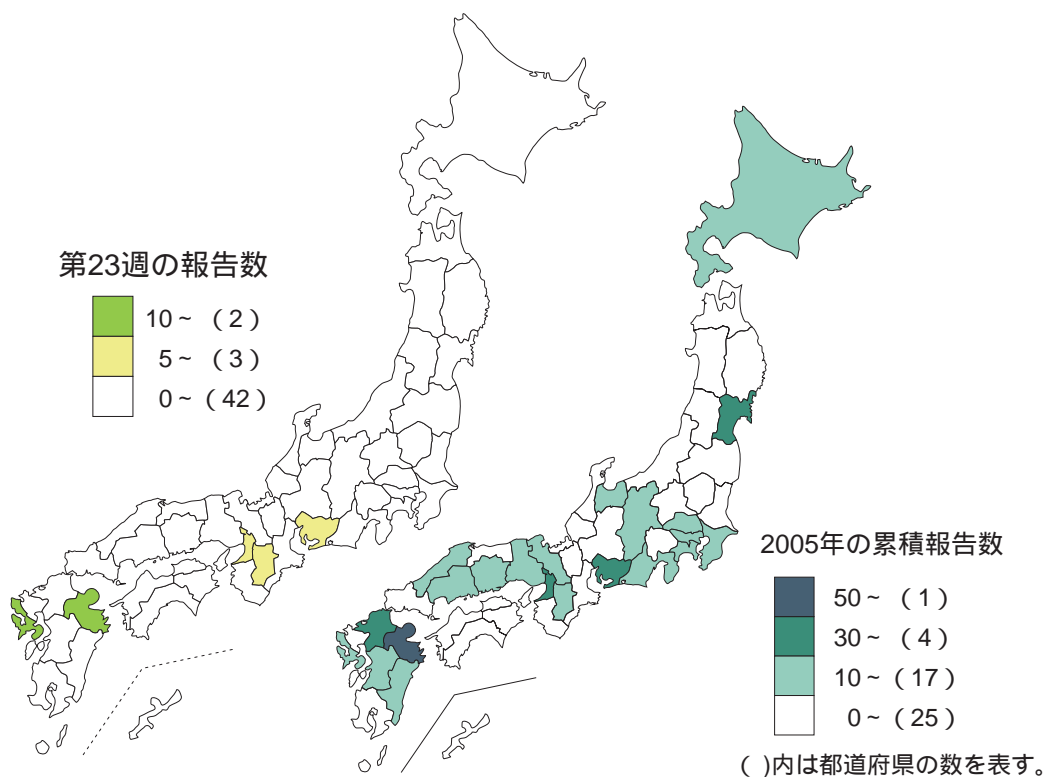 第23週の報告数
10～ （2）
5～ （3）
0～（42）
2005年の累積報告数
50～ （1）
30～ （4）
10～ （17）
0～（25）
( )内は都道府県の数を表す。